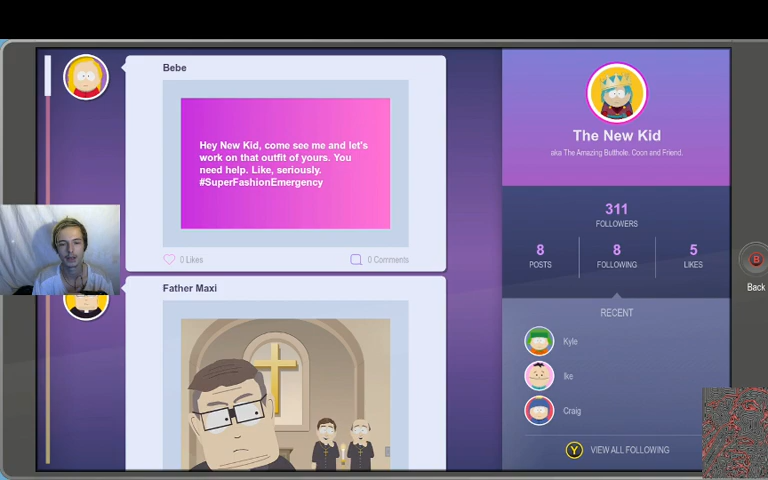 Bebe
Hey New Kid, come see me and let's
work on that outfit of yours. You
need help. Like, seriously.
#SuperFashionEmergency
0 Likes
0 Comments
Father Maxi
The New Kid
aka The Amazing Butthole. Coon and Friend.
311
FOLLOWERS
8
POSTS
8
FOLLOWING
5
LIKES
RECENT
Kyle
Ike
Craig
Y VIEW ALL FOLLOWING
B
Back